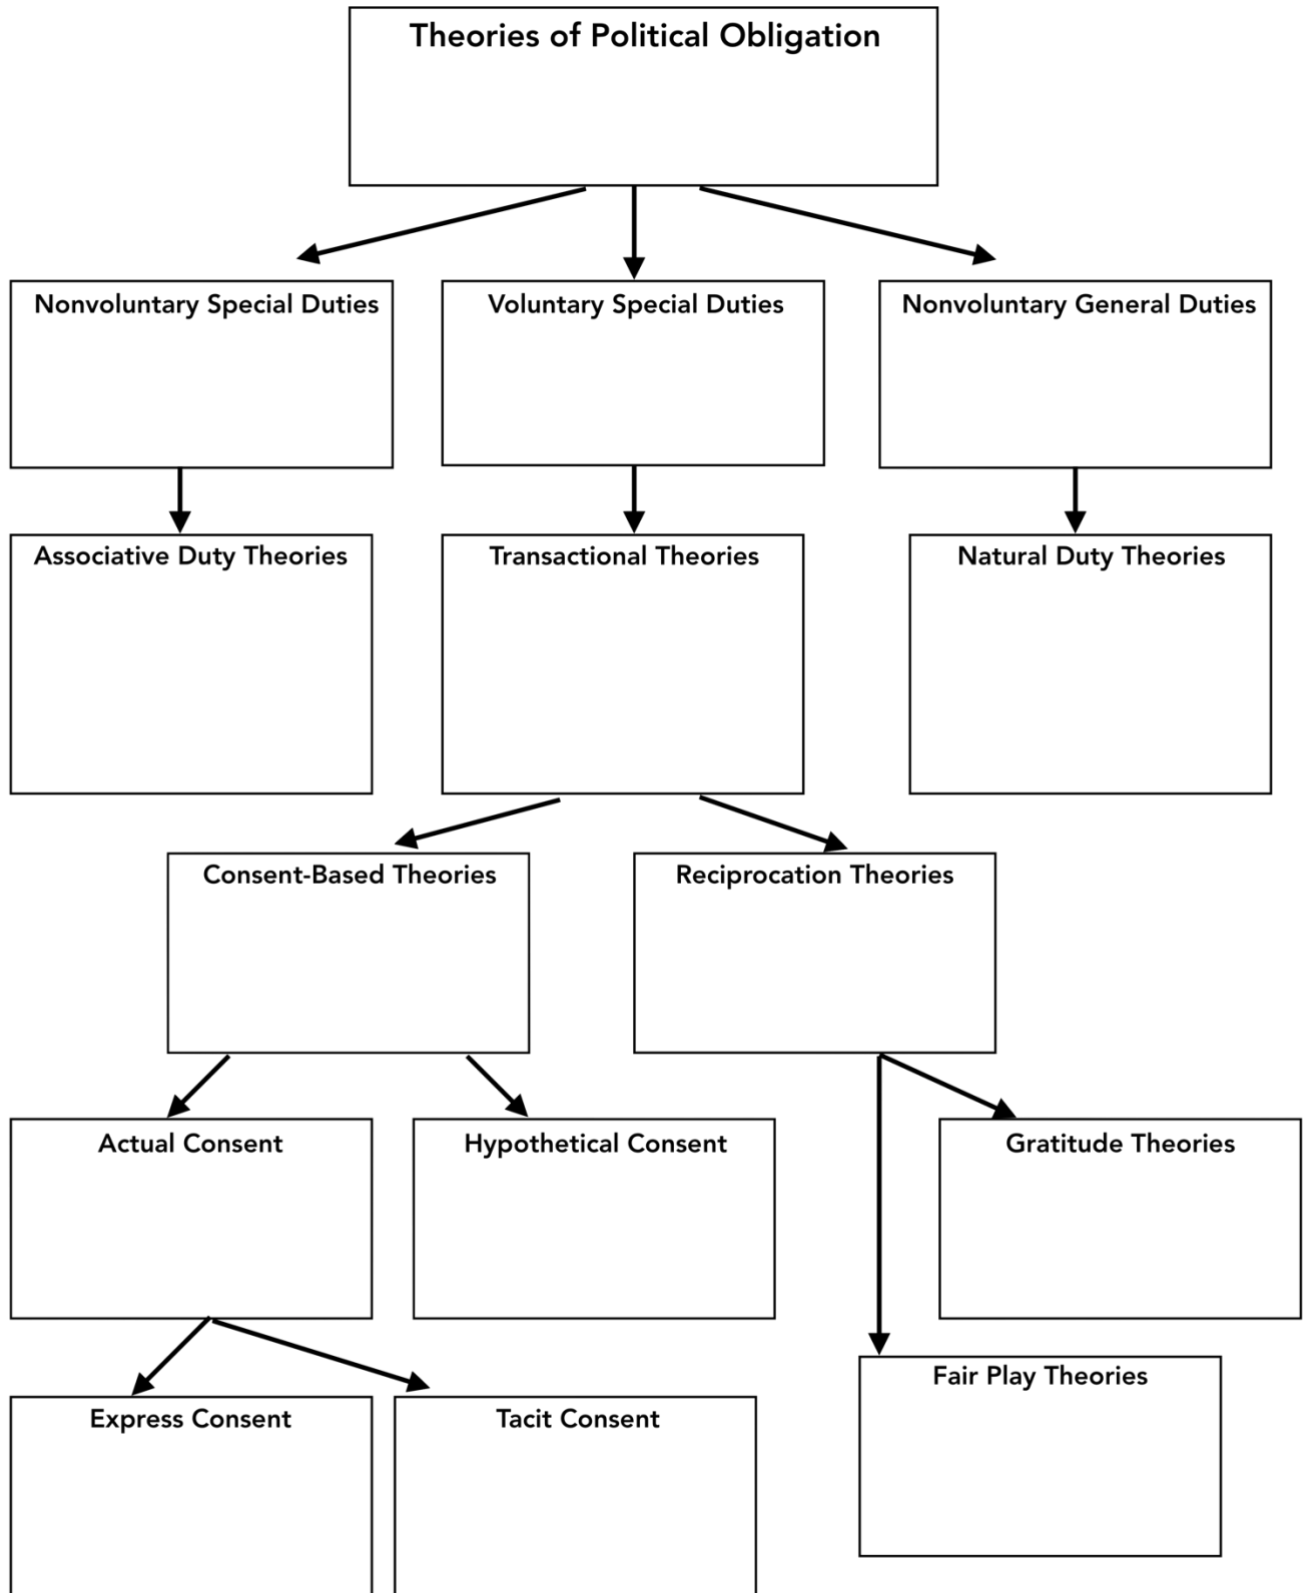 Theories of Political Obligation
Nonvoluntary Special Duties
Voluntary Special Duties
Nonvoluntary General Duties
Associative Duty Theories
Transactional Theories
Natural Duty Theories
Consent-Based Theories
Reciprocation Theories
Actual Consent
Hypothetical Consent
Gratitude Theories
Fair Play Theories
Express Consent
Tacit Consent